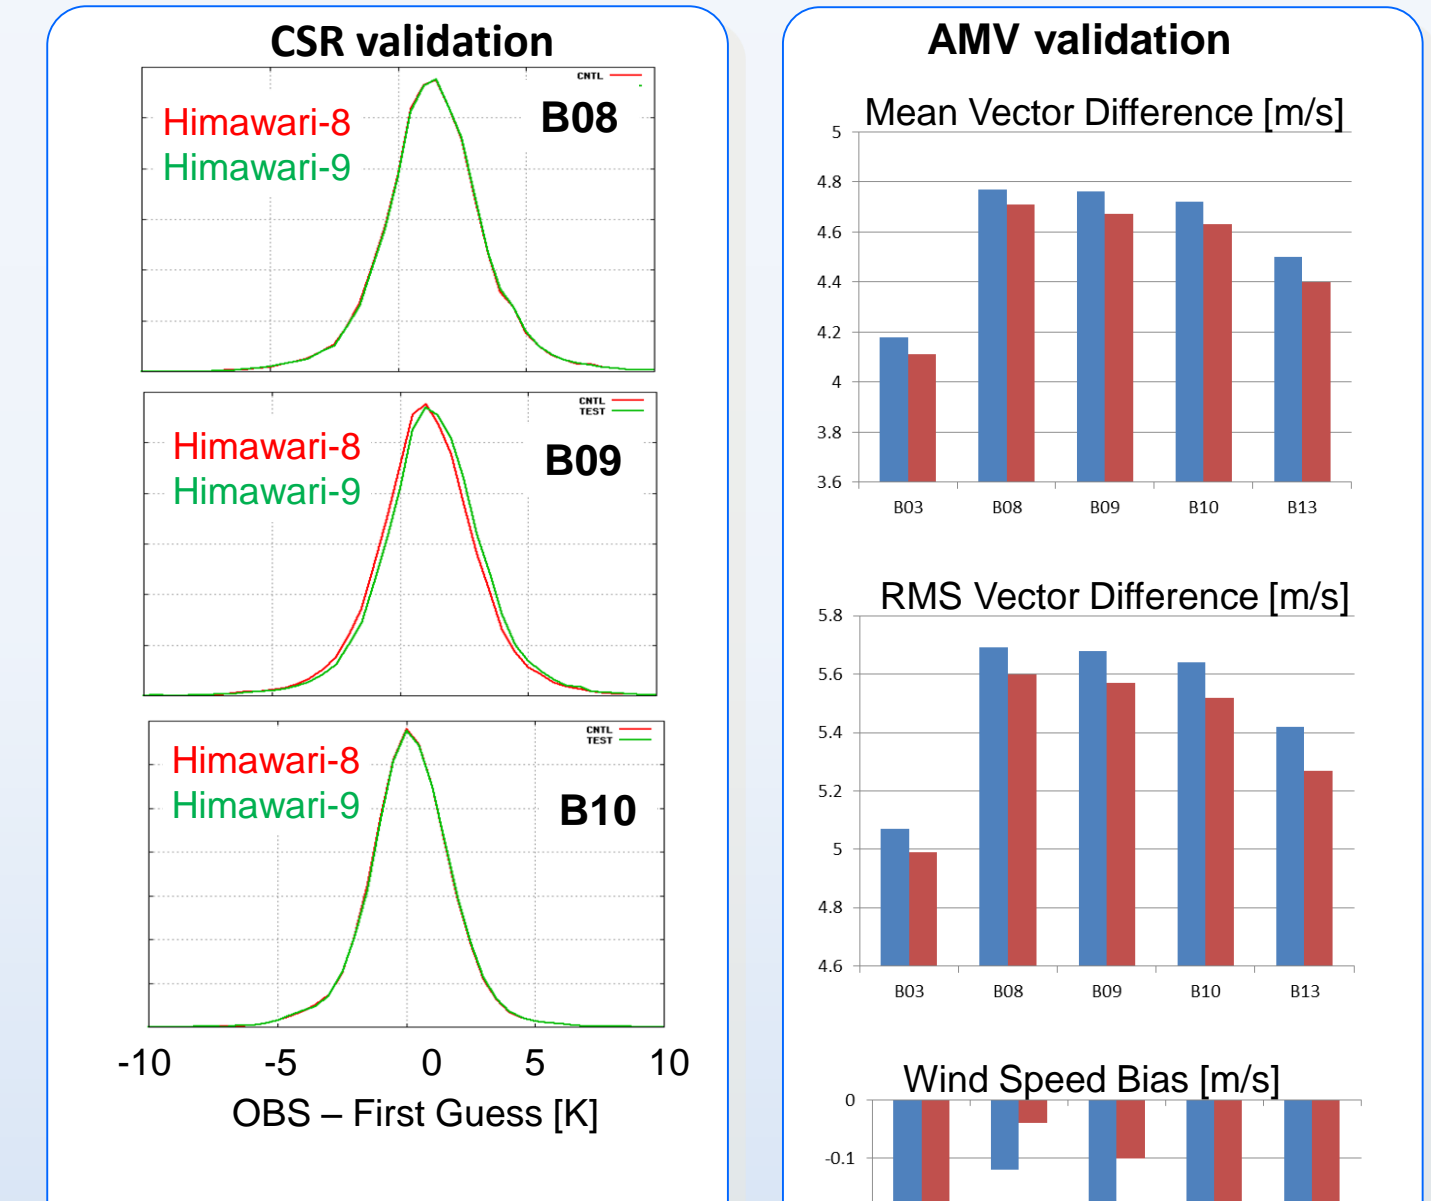 CSR validation
CNTL
B08
Himawari-8
Himawari-9
CNTL
TEST
Himawari-8
B09
Himawari-9
CNTL
TEST
Himawari-8
Himawari-9
B10
-10 -5 0 5 10
OBS – First Guess [K]
AMV validation
Mean Vector Difference [m/s]
5
4.8
4.6
4.4
4.2
4
3.8
3.6
B03 B08 B09 B10 B13
RMS Vector Difference [m/s]
5.8
5.6
5.4
5.2
5
4.8
4.6
B03 B08 B09 B10 B13
Wind Speed Bias [m/s]
0
-0.1